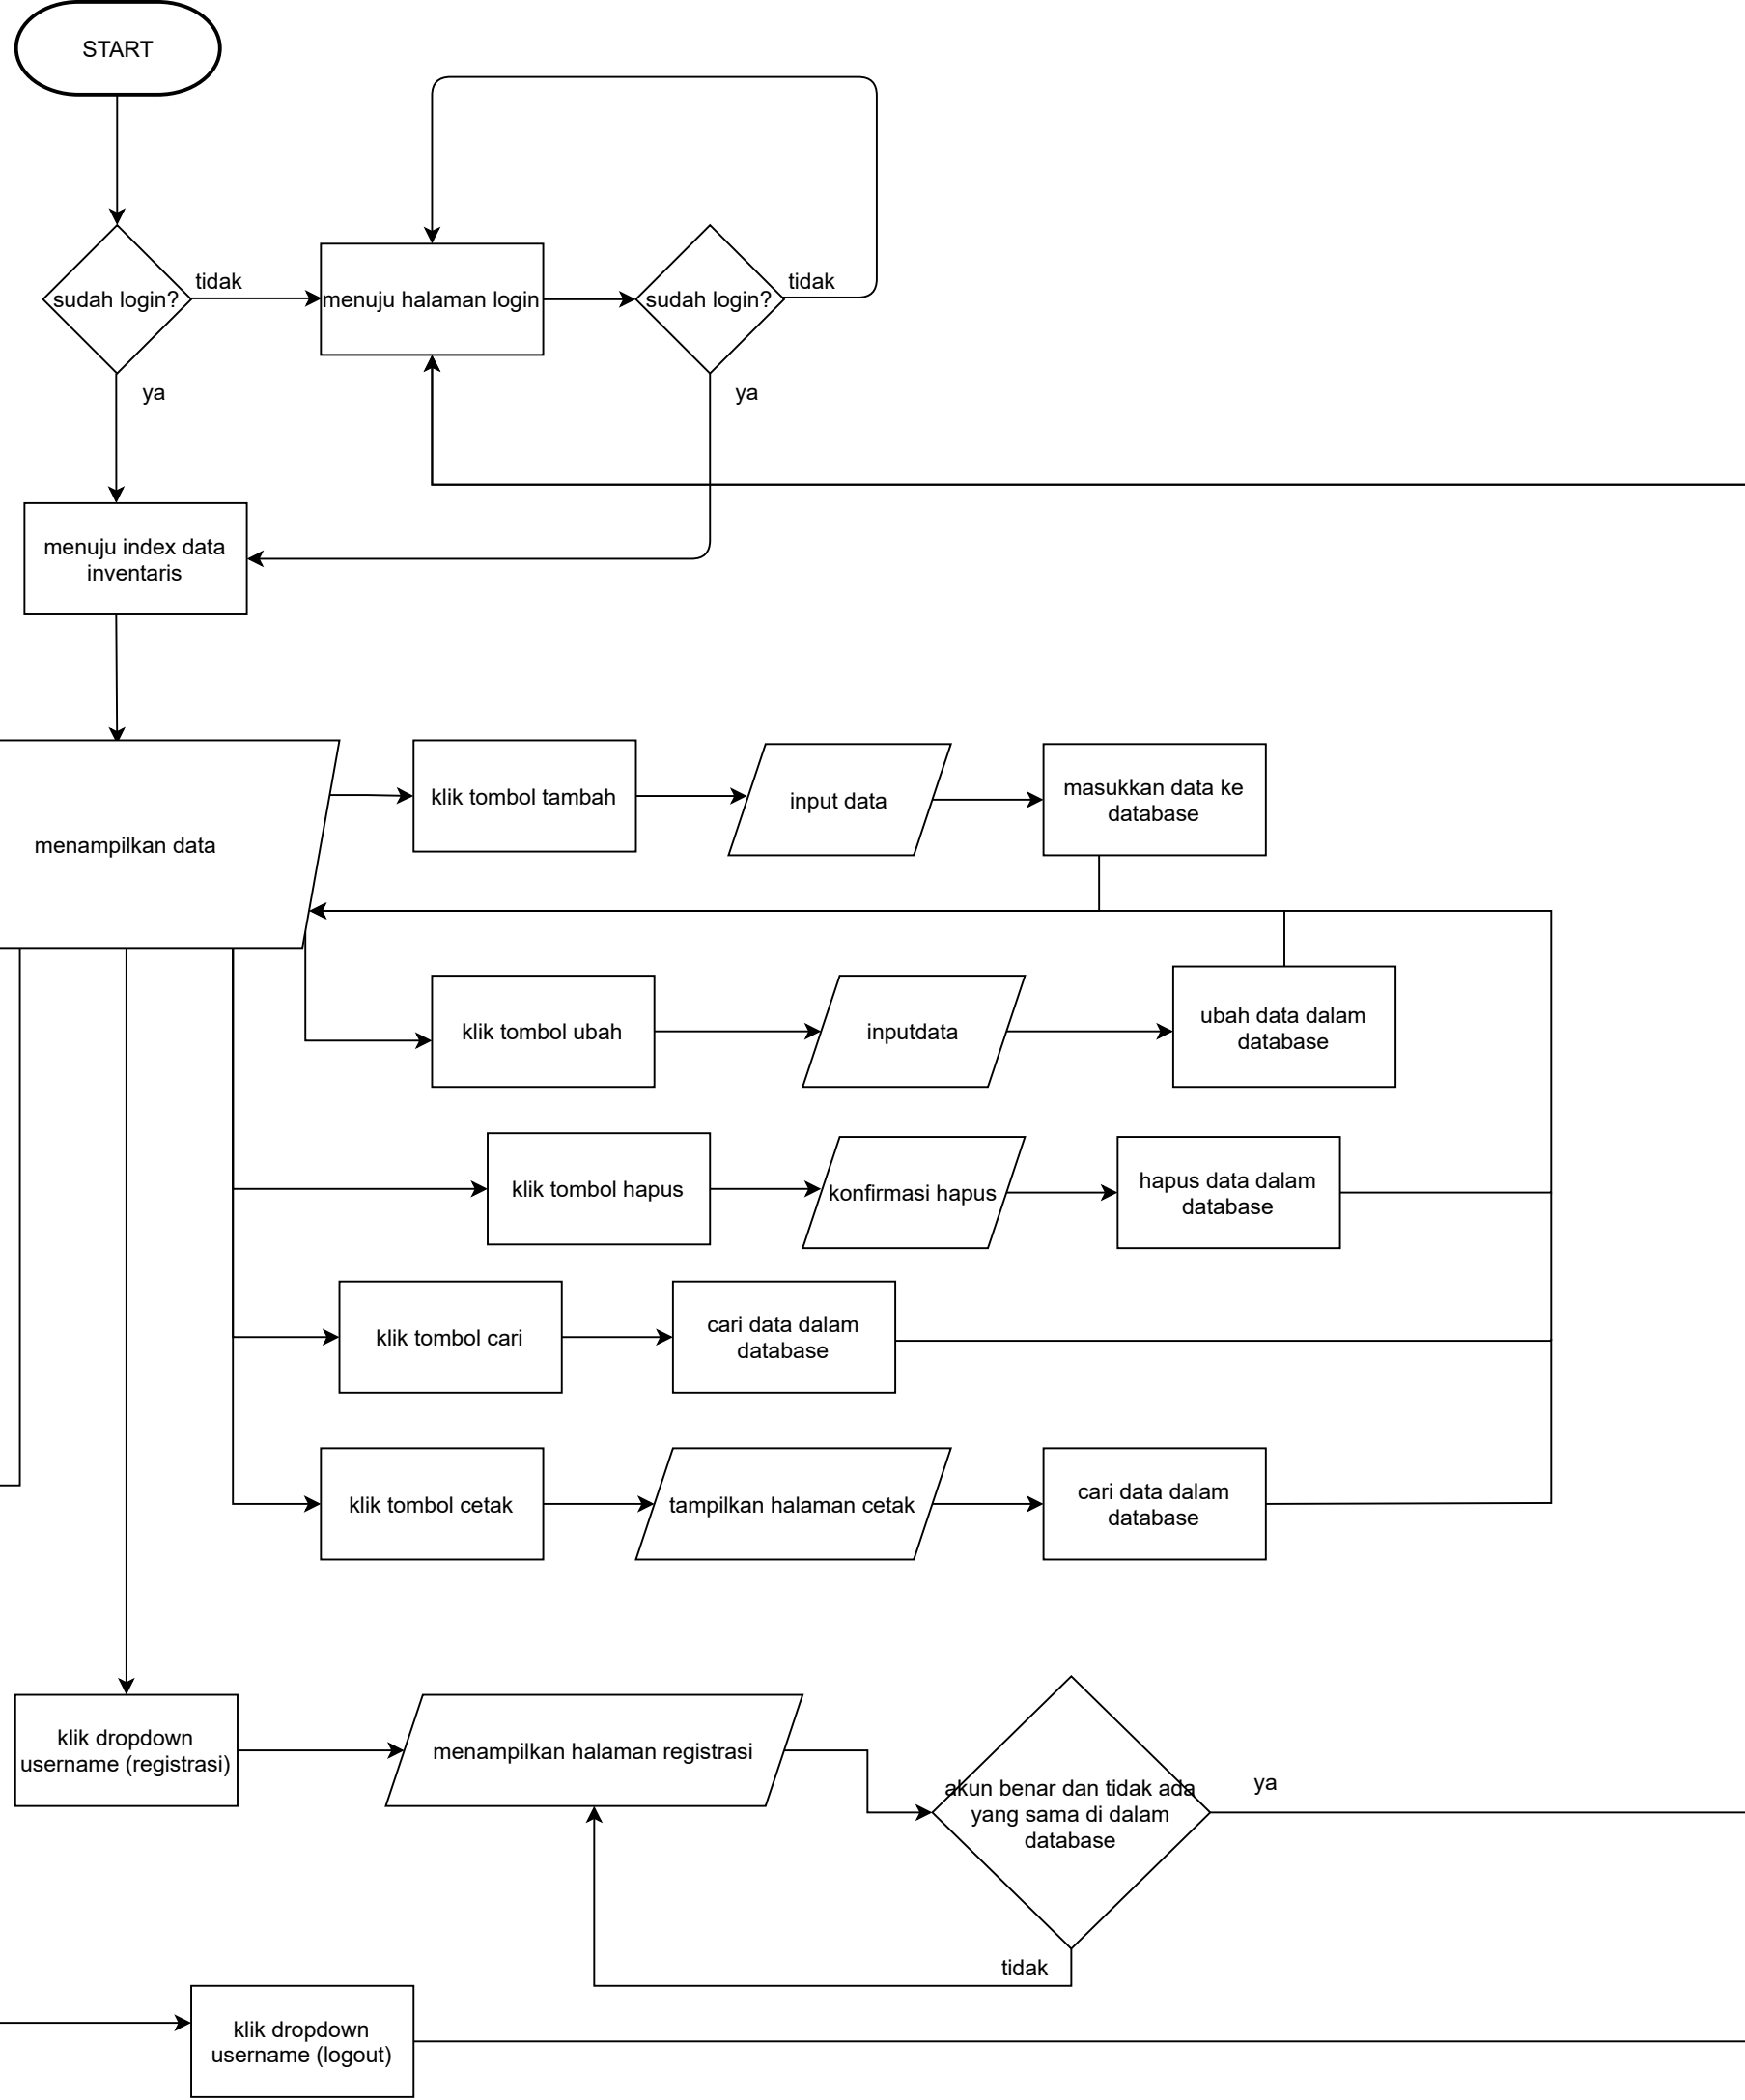 START
sudah login?
tidak
menuju halaman login
sudah login?
tidak
ya
ya
menuju index data
inventaris
menampilkan data
klik tombol tambah
input data
masukkan data ke
database
klik tombol ubah
inputdata
ubah data dalam
database
klik tombol hapus
konfirmasi hapus
hapus data dalam
database
klik tombol cari
cari data dalam
database
klik tombol cetak
tampilkan halaman cetak
cari data dalam
database
klik dropdown
username (registrasi)
menampilkan halaman registrasi
akun benar dan tidak ada
yang sama di dalam
database
ya
tidak
klik dropdown
username (logout)